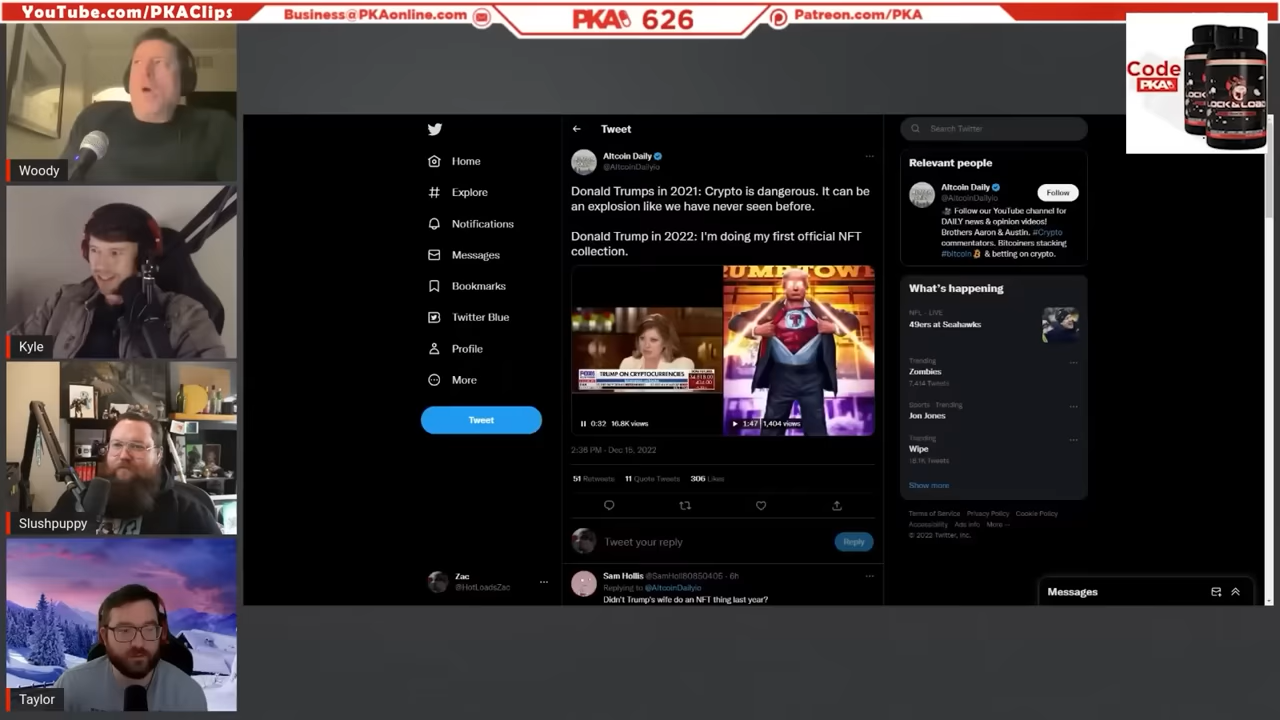 YouTube.com/PKAClips
Business@PKAonline.com
PKA 626
Patreon.com/PKA
Code
PKA
LOCK&LOAD
Woody
Kyle
Slushpuppy
Taylor
Home
Explore
Notifications
Messages
Bookmarks
Twitter Blue
Profile
More
Tweet
Zac
@HotLoadsZac
Tweet
Altcoin Daily
@AltcoinDailyio
Donald Trumps in 2021: Crypto is dangerous. It can be
an explosion like we have never seen before.
Donald Trump in 2022: I'm doing my first official NFT
collection.
TRUMP ON CRYPTOCURRENCIES
0:32 16.8K views
1:47 1,404 views
2:36 PM · Dec 15, 2022
51 Retweets 11 Quote Tweets 306 Likes
Tweet your reply
Reply
Sam Hollis @SamHoll80850405 · 6h
Replying to @AltcoinDailyio
Didn't Trump's wife do an NFT thing last year?
Search Twitter
Relevant people
Altcoin Daily
@AltcoinDailyio
Follow
Follow our YouTube channel for
DAILY news & opinion videos!
Brothers Aaron & Austin. #Crypto
commentators. Bitcoiners stacking
#bitcoin & betting on crypto.
What's happening
NFL · LIVE
49ers at Seahawks
Trending
Zombies
7,414 Tweets
Sports · Trending
Jon Jones
Trending
Wipe
18.1K Tweets
Show more
Terms of Service Privacy Policy Cookie Policy
Accessibility Ads info More ···
© 2022 Twitter, Inc.
Messages